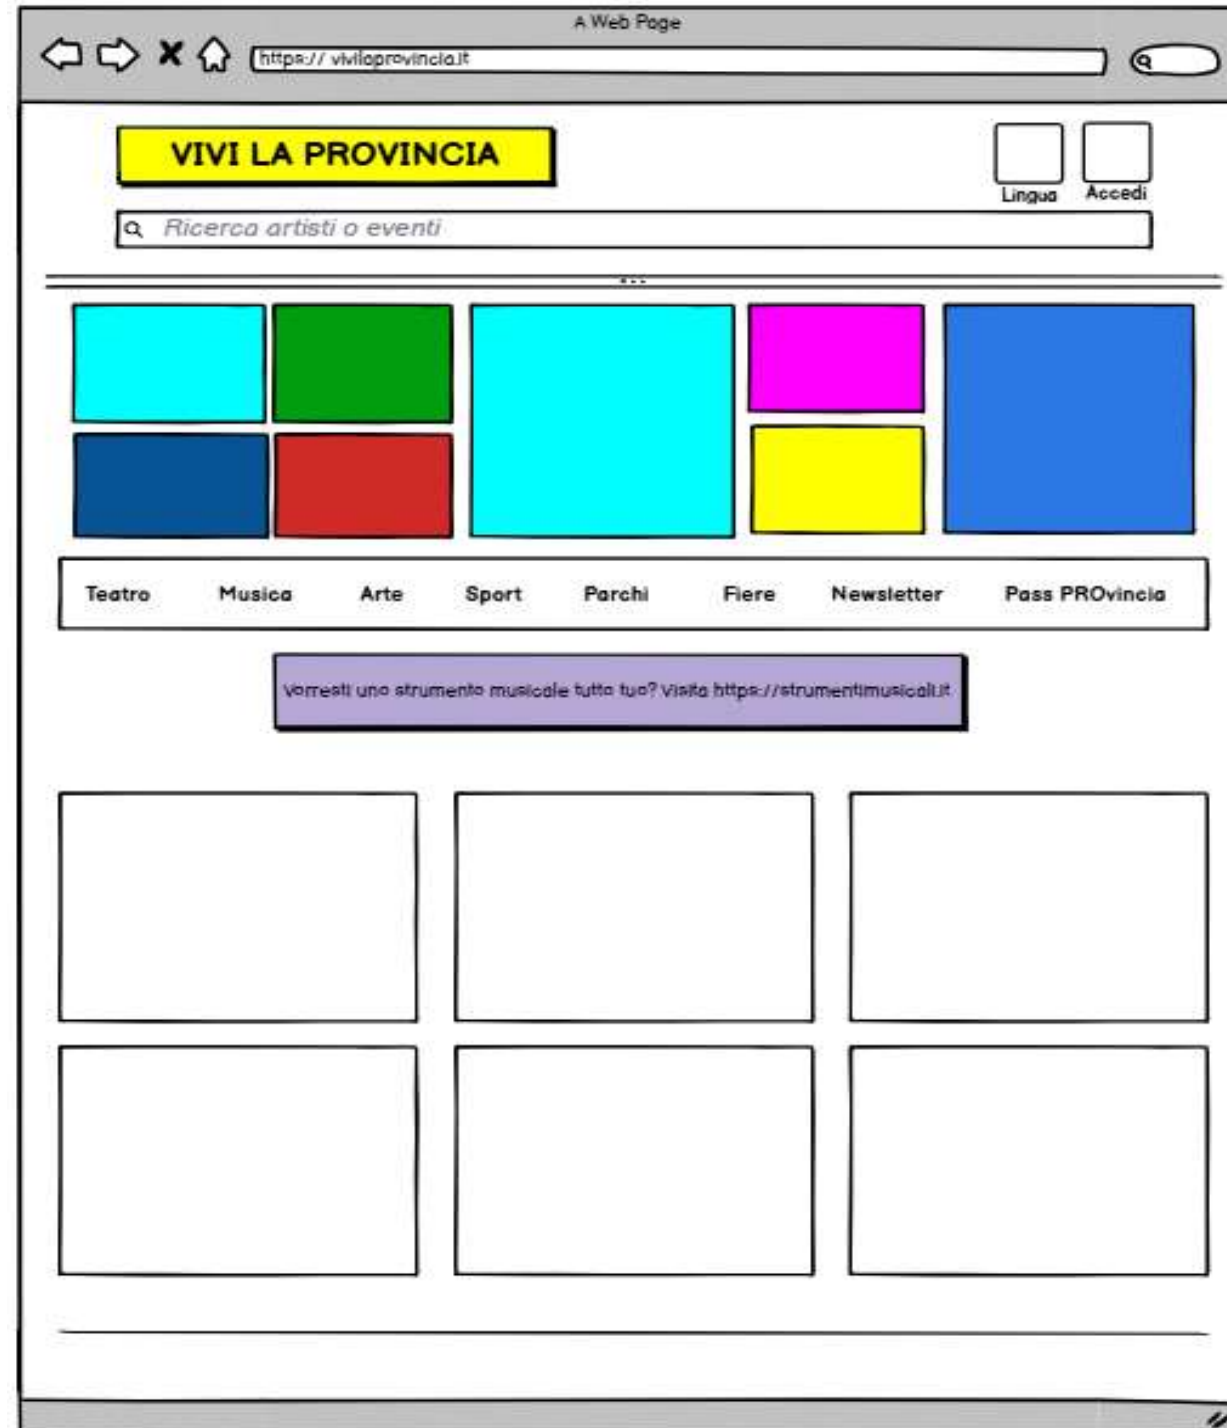 A Web Page
https:// vivilaprovincia.it
VIVI LA PROVINCIA
Lingua Accedi
Ricerca artisti o eventi
Teatro Musica Arte Sport Parchi Fiere Newsletter Pass PROvincia
Vorresti uno strumento musicale tutto tuo? Visita https://strumentimusicali.it